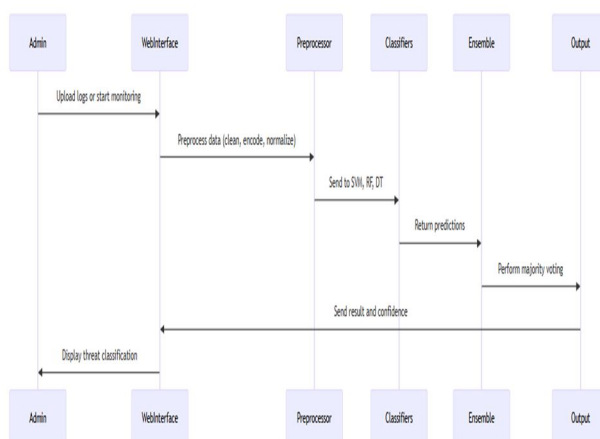 Admin WebInterface Preprocessor Classifiers Ensemble Output
Upload logs or start monitoring
Preprocess data (clean, encode, normalize)
Send to SVM, RF, DT
Return predictions
Perform majority voting
Send result and confidence
Display threat classification
Admin WebInterface Preprocessor Classifiers Ensemble Output